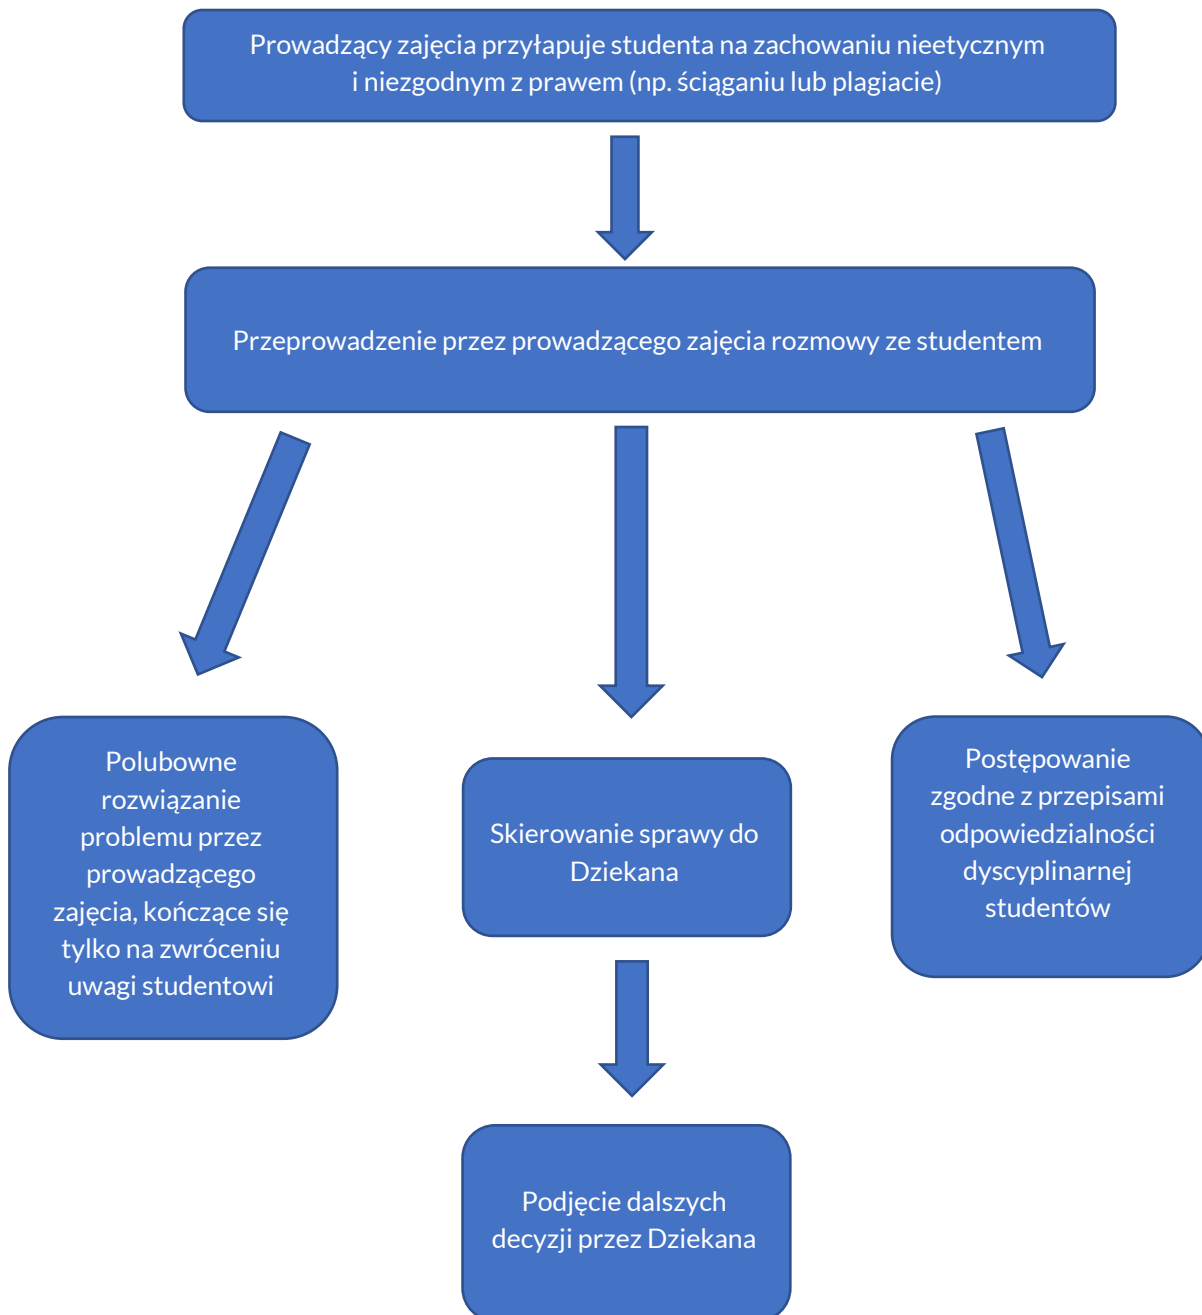 Prowadzący zajęcia przyłapuje studenta na zachowaniu nieetycznym
i niezgodnym z prawem (np. ściąganiu lub plagiacie)
Przeprowadzenie przez prowadzącego zajęcia rozmowy ze studentem
Polubowne
rozwiązanie
problemu przez
prowadzącego
zajęcia, kończące się
tylko na zwróceniu
uwagi studentowi
Skierowanie sprawy do
Dziekana
Postępowanie
zgodne z przepisami
odpowiedzialności
dyscyplinarnej
studentów
Podjęcie dalszych
decyzji przez Dziekana